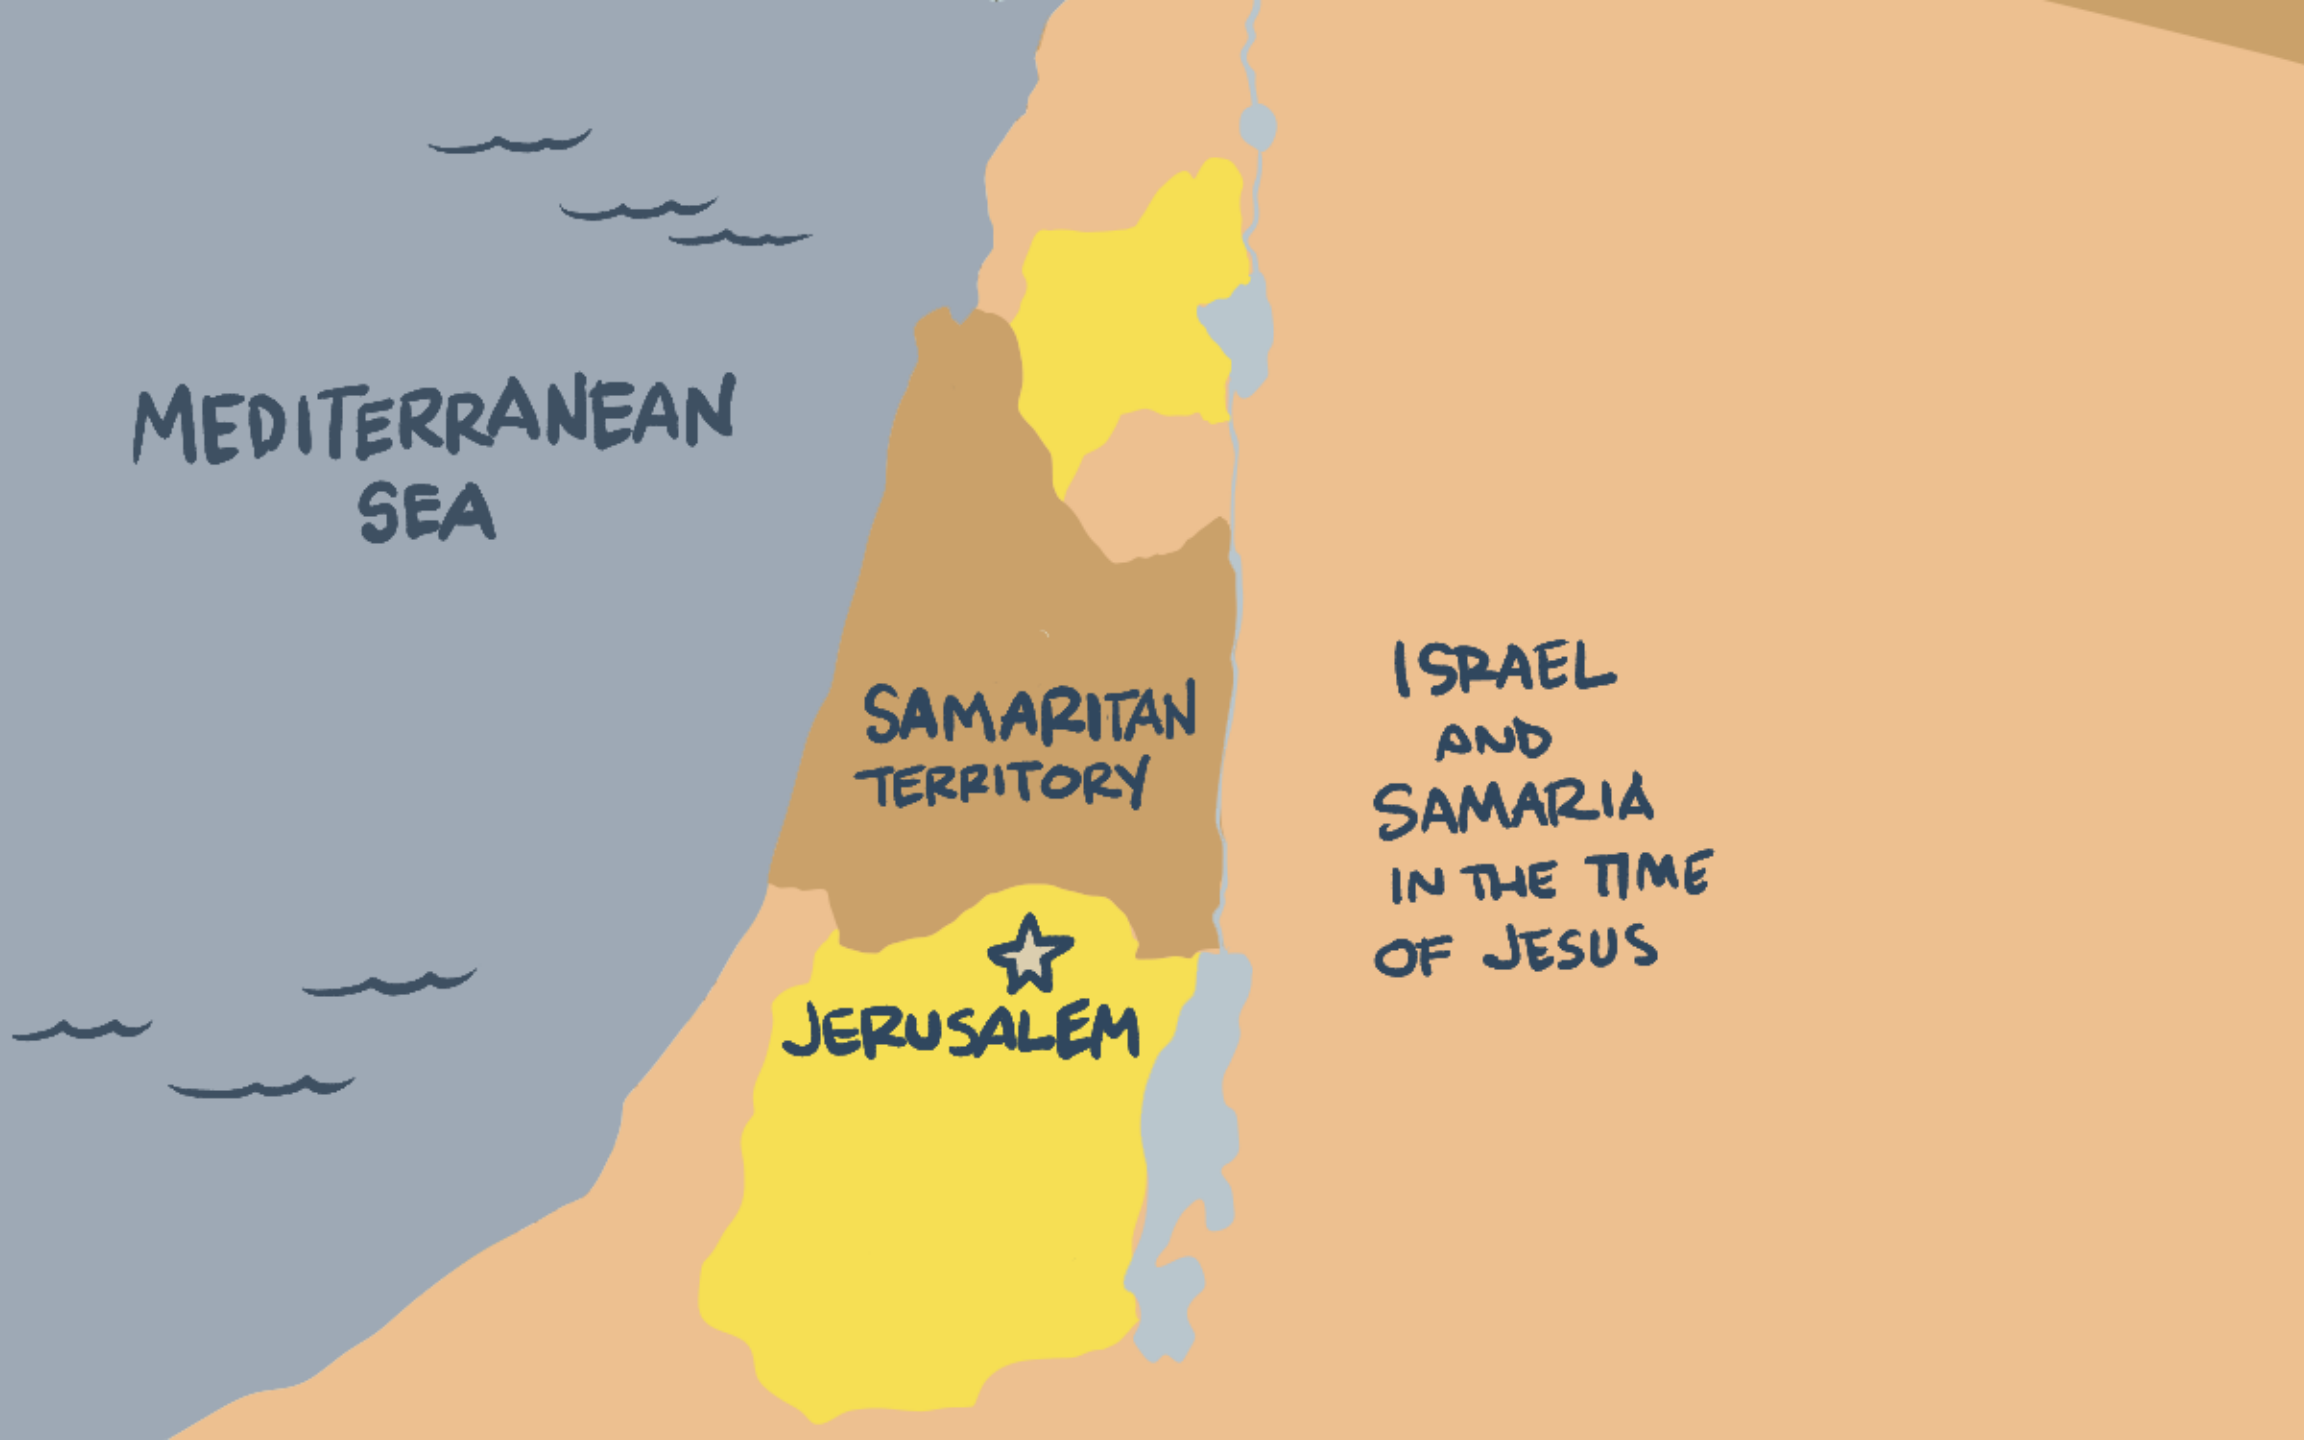 MEDITERRANEAN
SEA
SAMARITAN
TERRITORY
JERUSALEM
ISRAEL
AND
SAMARIA
IN THE TIME
OF JESUS